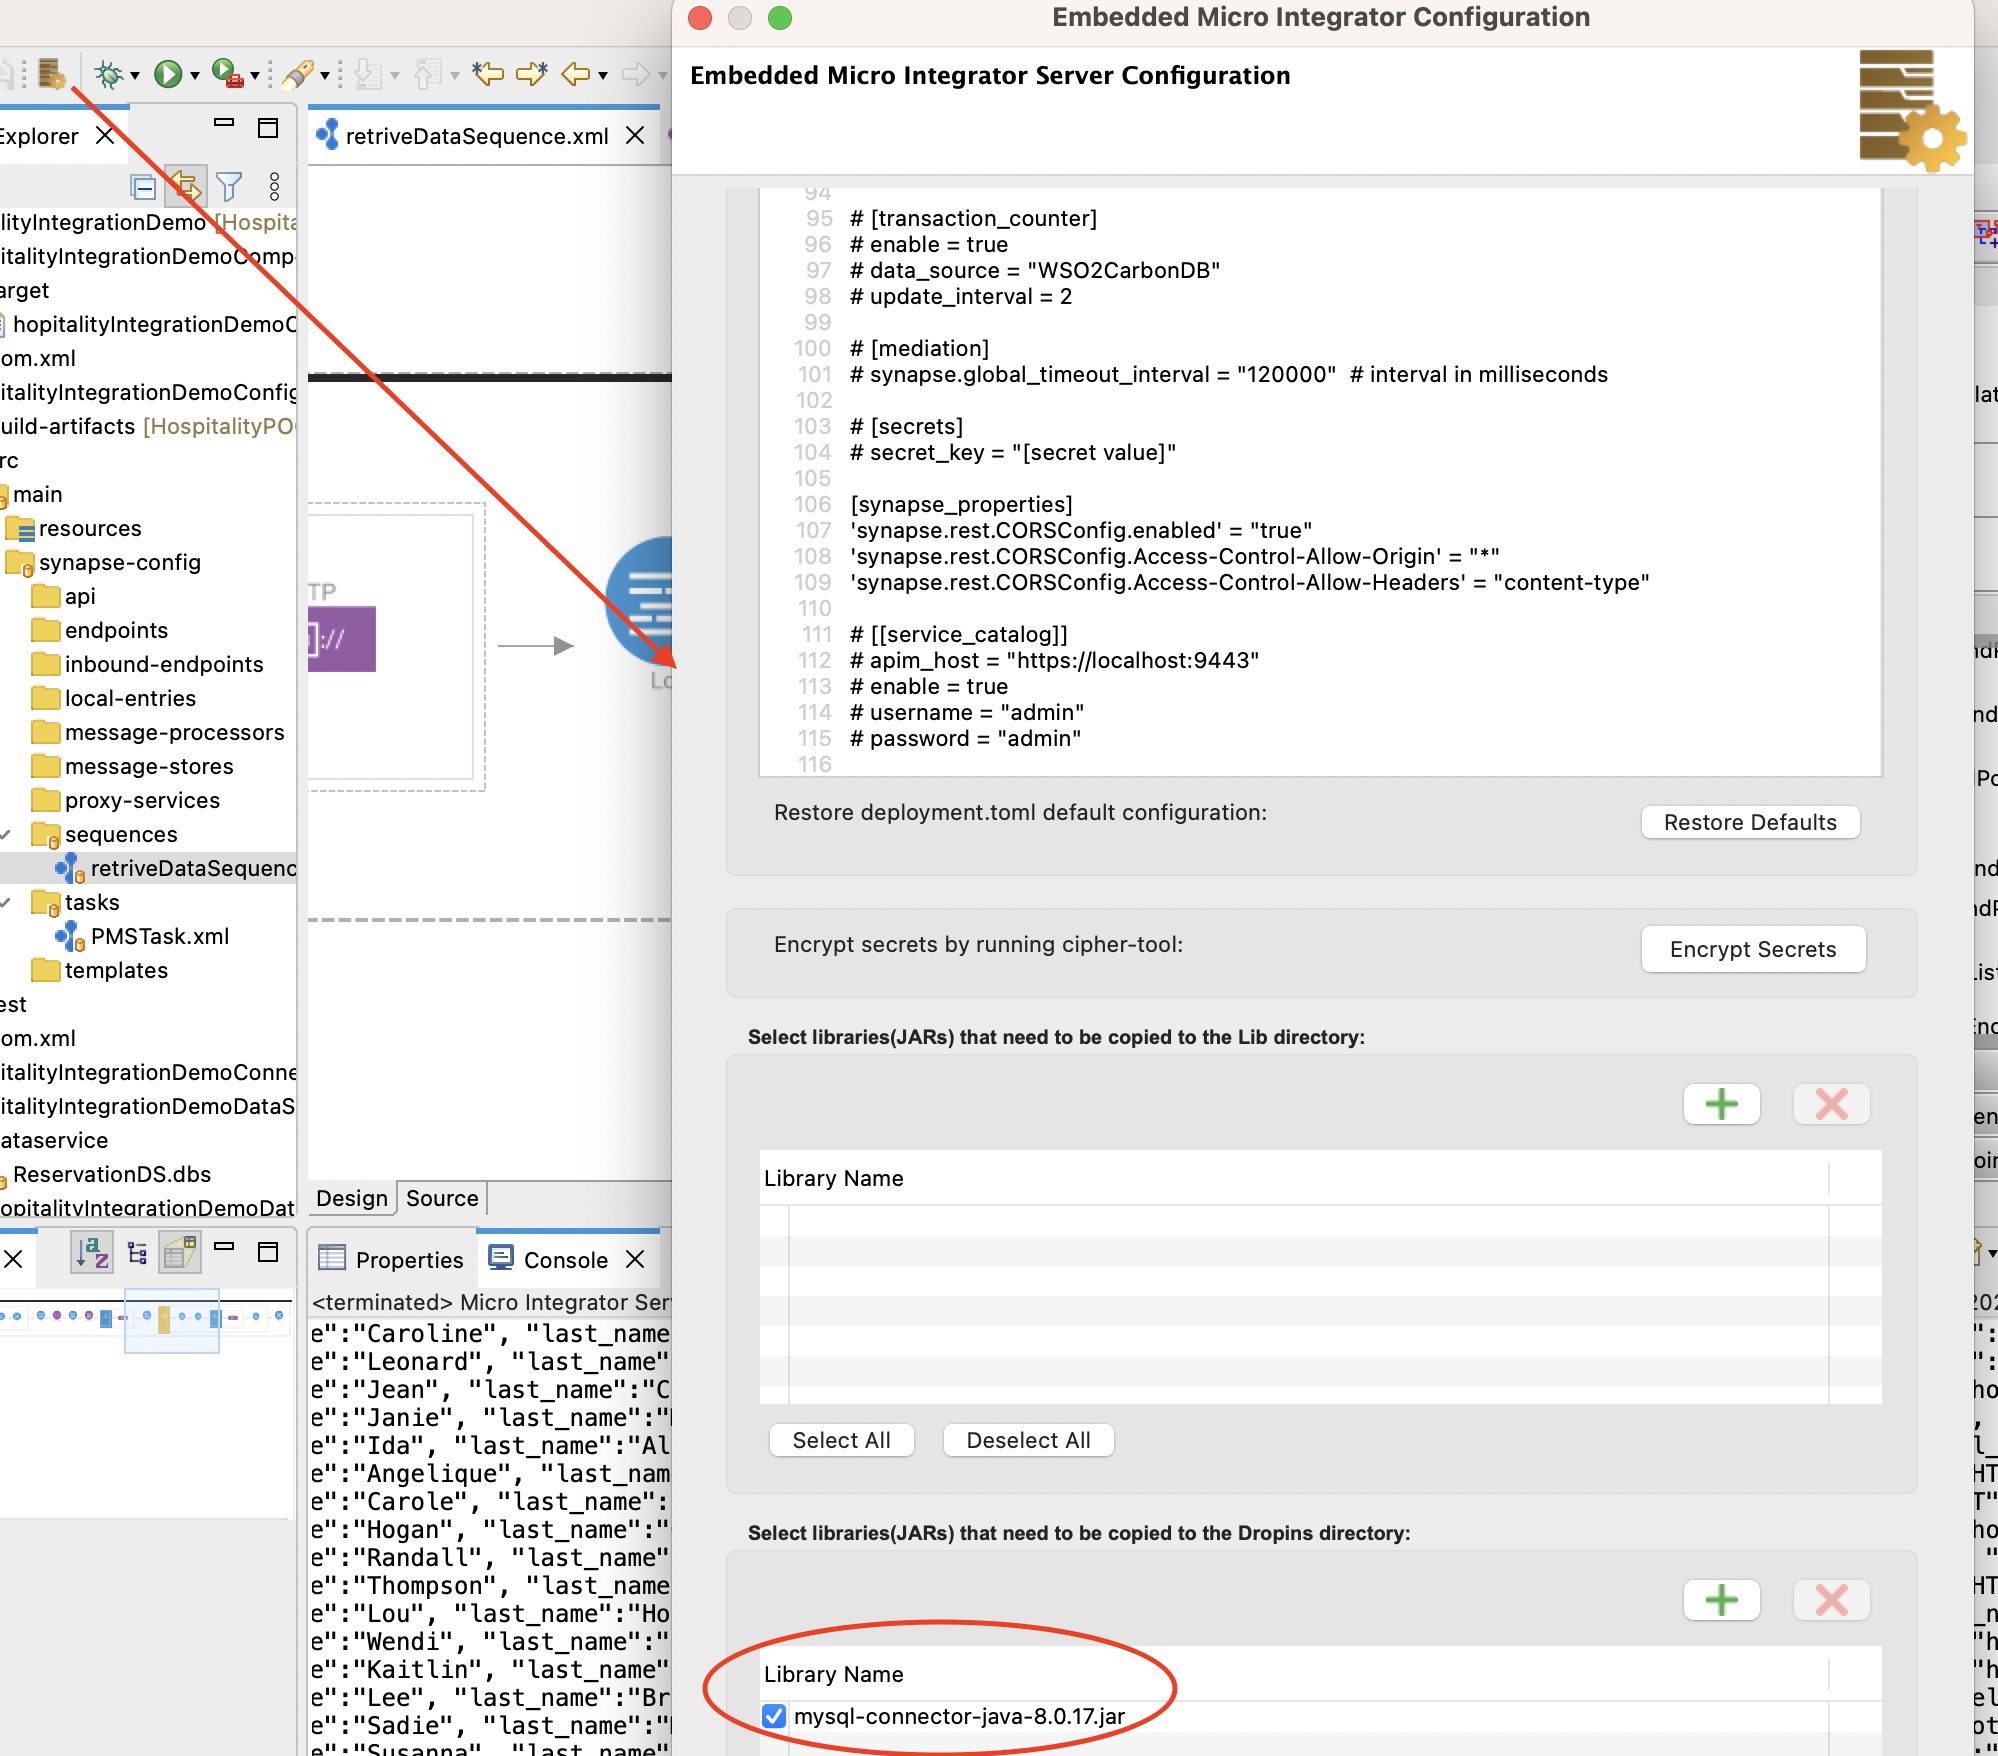 Embedded Micro Integrator Configuration
Embedded Micro Integrator Server Configuration
Explorer
lityIntegrationDemo [Hospita
italityIntegrationDemoComp
arget
hopitalityIntegrationDemoC
om.xml
italityIntegrationDemoConfig
uild-artifacts [HospitalityPO
rc
main
resources
synapse-config
api
endpoints
inbound-endpoints
local-entries
message-processors
message-stores
proxy-services
sequences
retriveDataSequenc
tasks
PMSTask.xml
templates
est
om.xml
italityIntegrationDemoConne
italityIntegrationDemoDataS
ataservice
ReservationDS.dbs
opitalityIntegrationDemoDat
retriveDataSequence.xml
TP
]://
Lo
Design
Source
Properties
Console
<terminated> Micro Integrator Ser
e":"Caroline", "last_name
e":"Leonard", "last_name"
e":"Jean", "last_name":"C
e":"Janie", "last_name":"
e":"Ida", "last_name":"Al
e":"Angelique", "last_nam
e":"Carole", "last_name":
e":"Hogan", "last_name":"
e":"Randall", "last_name"
e":"Thompson", "last_name
e":"Lou", "last_name":"Ho
e":"Wendi", "last_name":"
e":"Kaitlin", "last_name"
e":"Lee", "last_name":"Br
e":"Sadie", "last_name":"
e":"Susanna", "last_name"
94
95 # [transaction_counter]
96 # enable = true
97 # data_source = "WSO2CarbonDB"
98 # update_interval = 2
99
100 # [mediation]
101 # synapse.global_timeout_interval = "120000" # interval in milliseconds
102
103 # [secrets]
104 # secret_key = "[secret value]"
105
106 [synapse_properties]
107 'synapse.rest.CORSConfig.enabled' = "true"
108 'synapse.rest.CORSConfig.Access-Control-Allow-Origin' = "*"
109 'synapse.rest.CORSConfig.Access-Control-Allow-Headers' = "content-type"
110
111 # [[service_catalog]]
112 # apim_host = "https://localhost:9443"
113 # enable = true
114 # username = "admin"
115 # password = "admin"
116
Restore deployment.toml default configuration:
Restore Defaults
Encrypt secrets by running cipher-tool:
Encrypt Secrets
Select libraries(JARs) that need to be copied to the Lib directory:
Library Name
Select All
Deselect All
Select libraries(JARs) that need to be copied to the Dropins directory:
Library Name
mysql-connector-java-8.0.17.jar